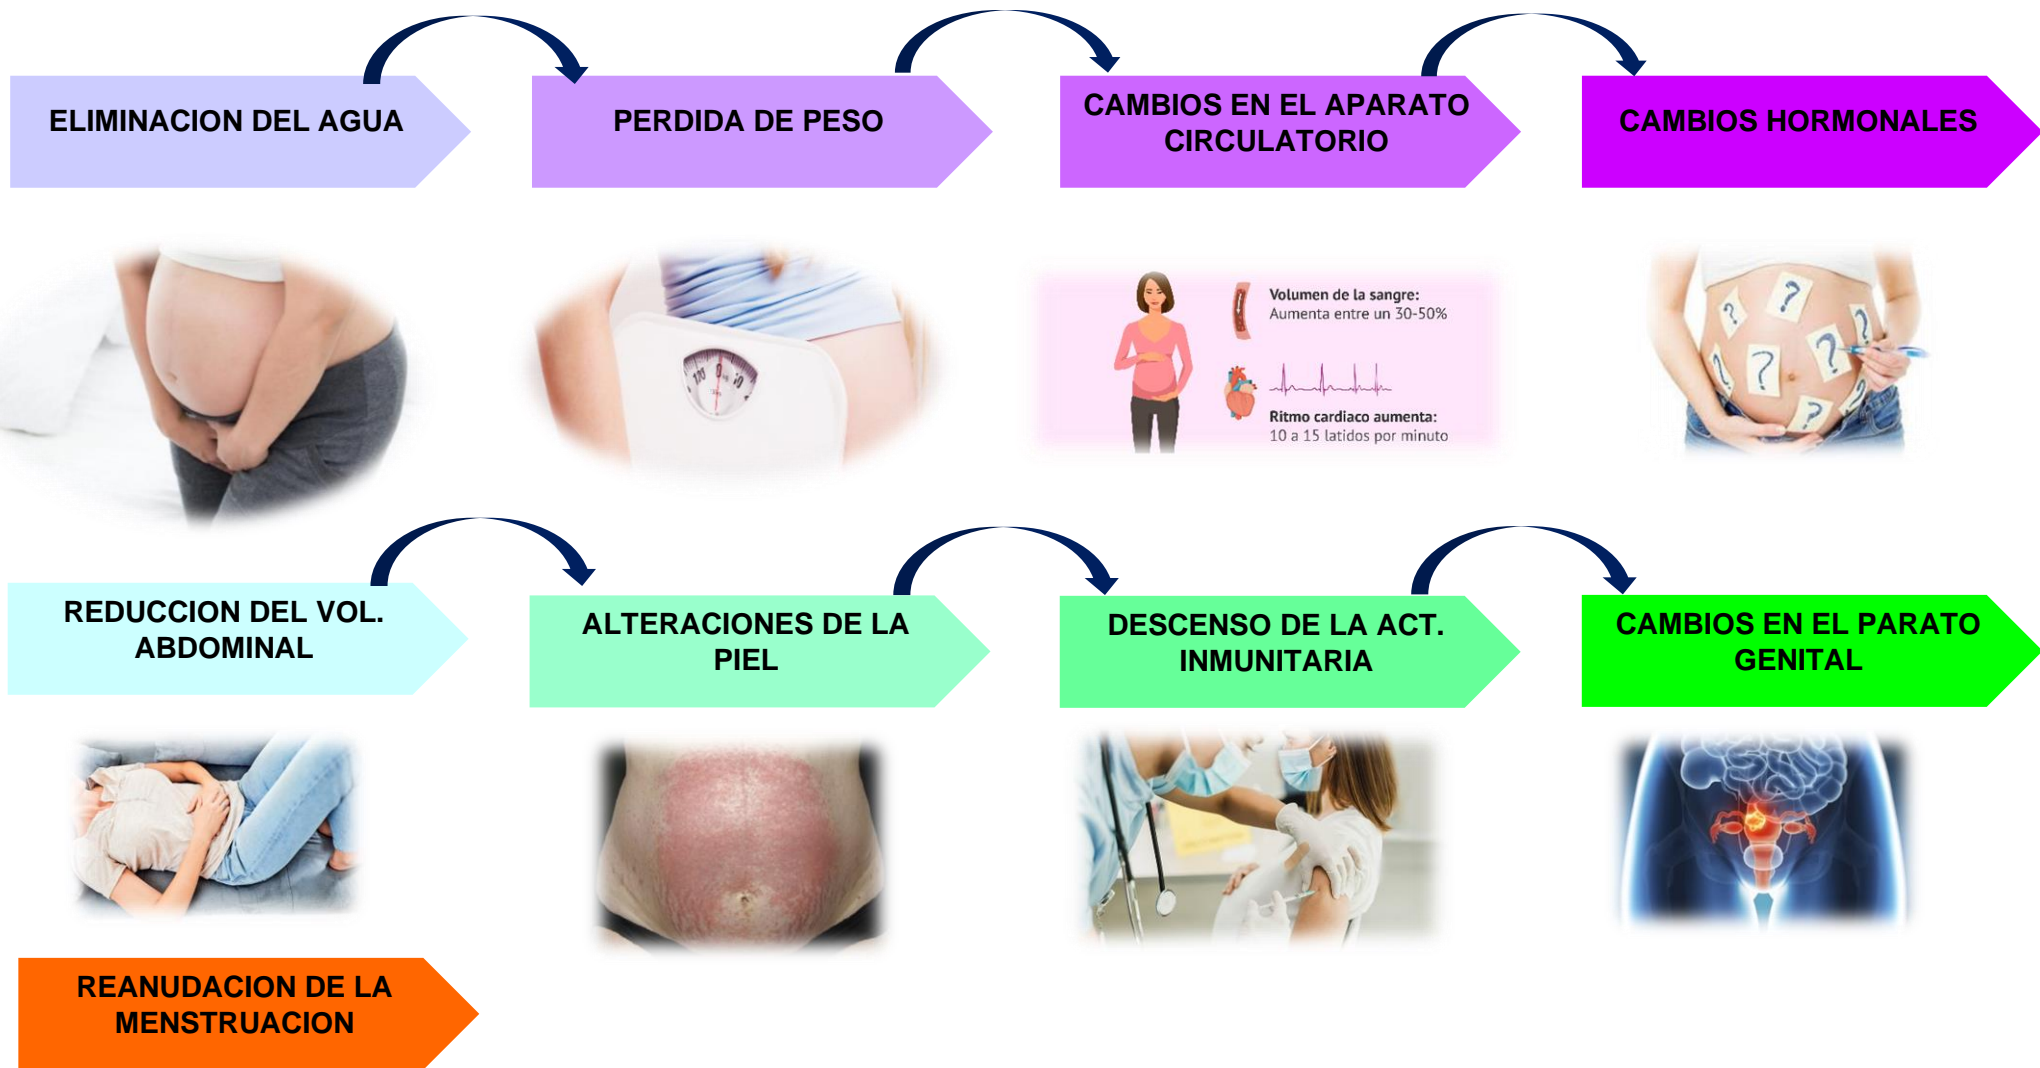 ELIMINACION DEL AGUA
PERDIDA DE PESO
CAMBIOS EN EL APARATO
CIRCULATORIO
CAMBIOS HORMONALES
Volumen de la sangre:
Aumenta entre un 30-50%
Ritmo cardiaco aumenta:
10 a 15 latidos por minuto
? ? ? ? ? ? ? ?
REDUCCION DEL VOL.
ABDOMINAL
ALTERACIONES DE LA
PIEL
DESCENSO DE LA ACT.
INMUNITARIA
CAMBIOS EN EL PARATO
GENITAL
REANUDACION DE LA
MENSTRUACION